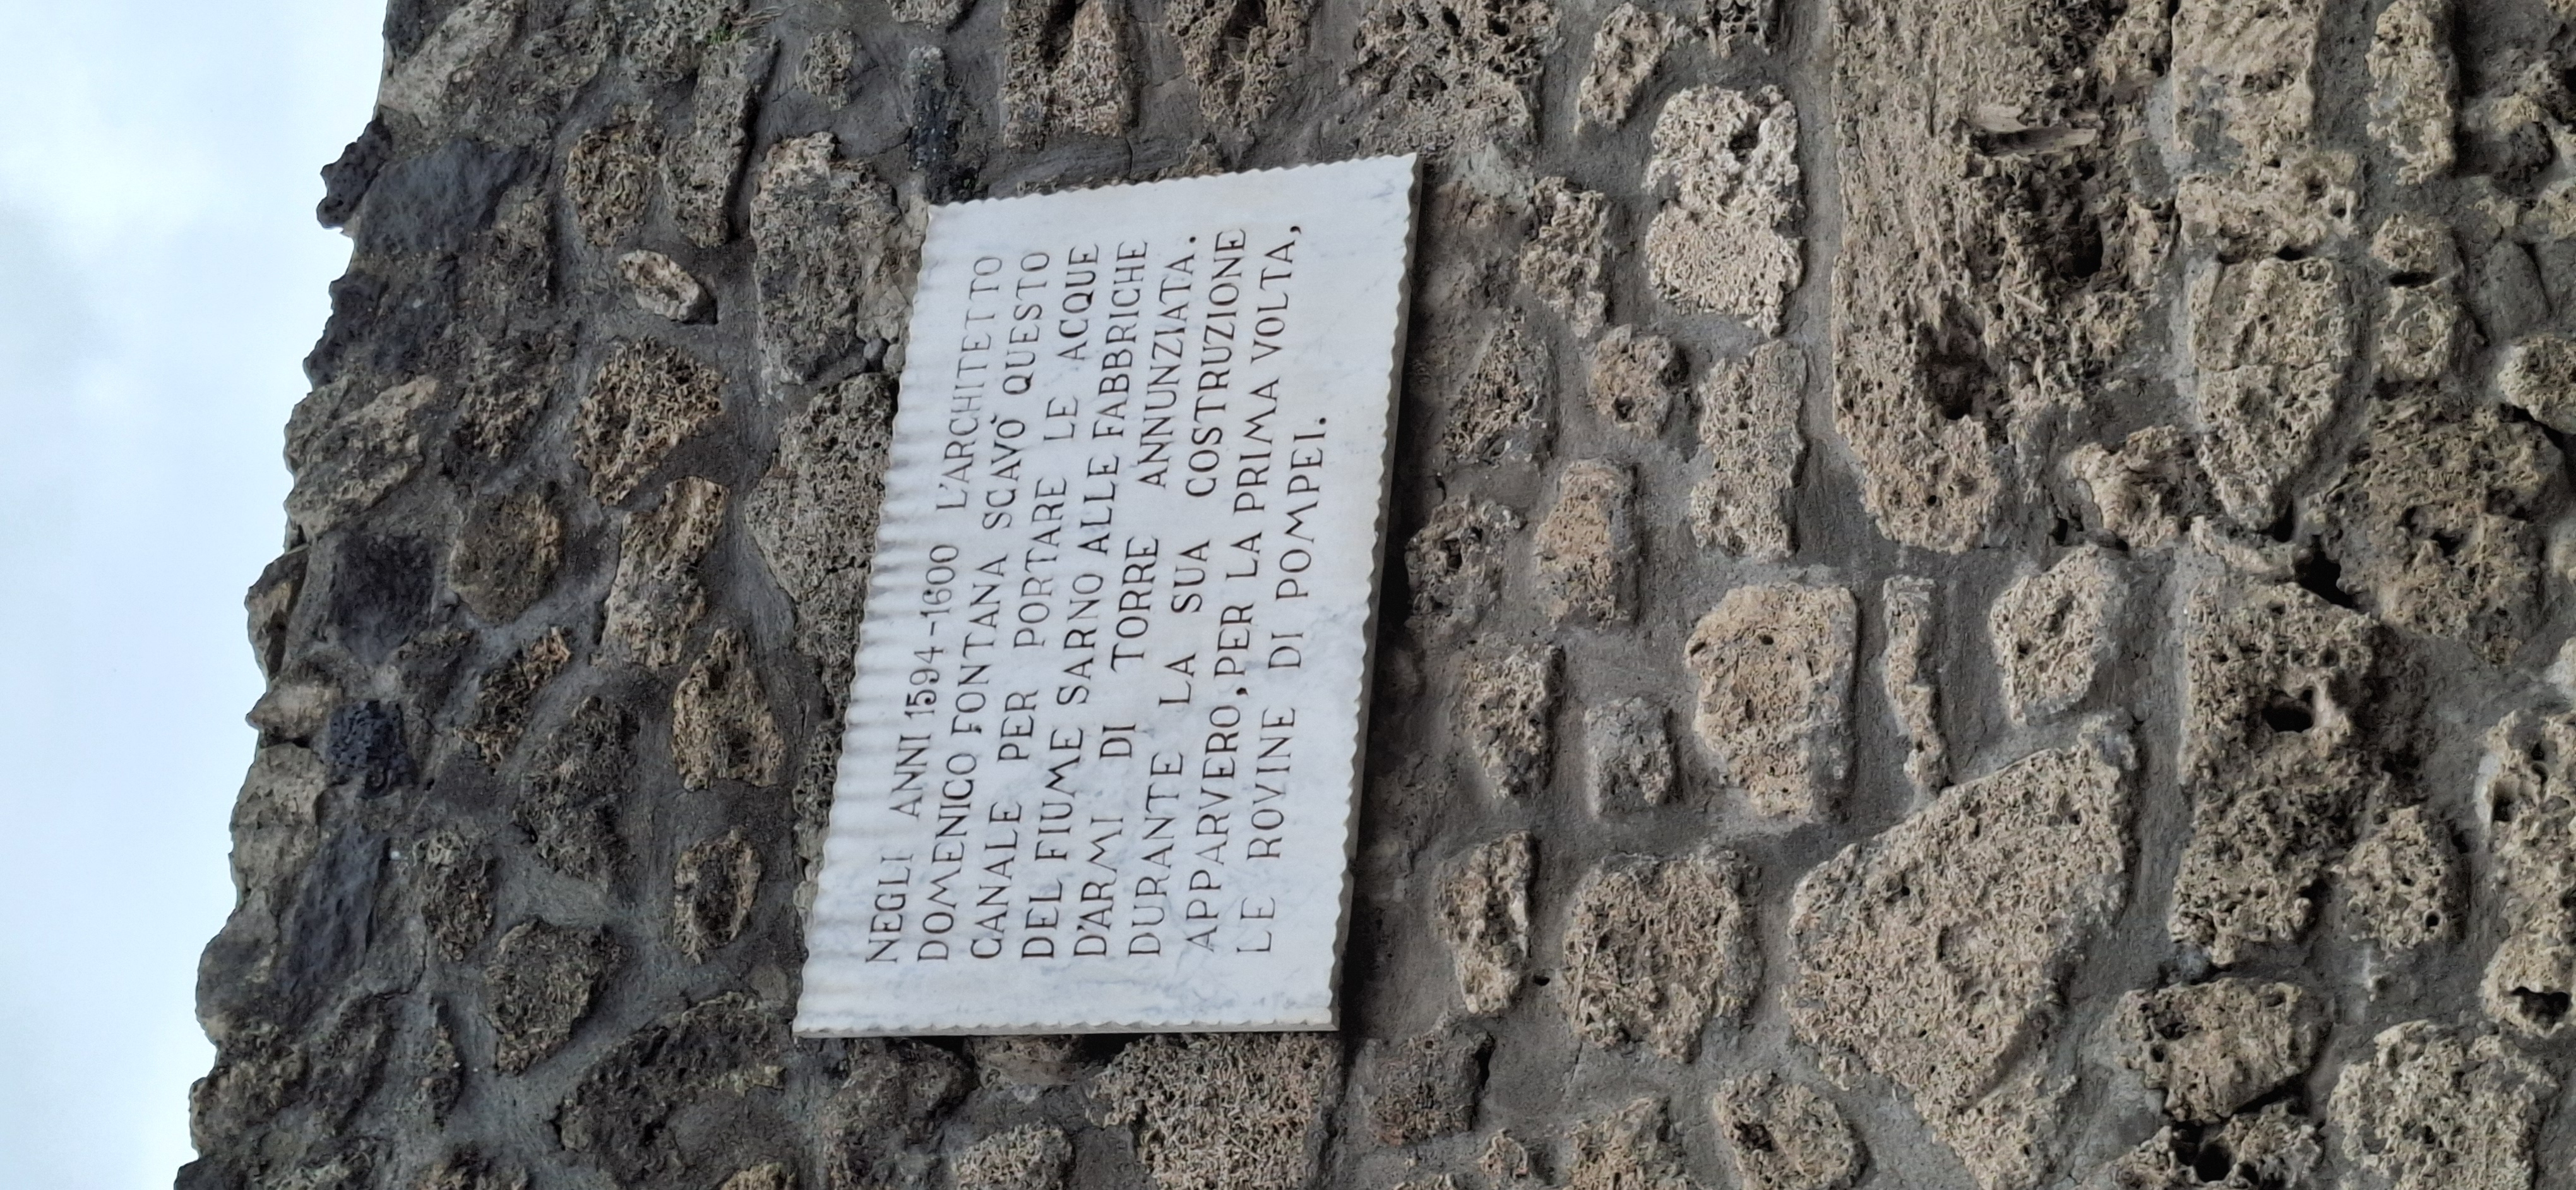 NEGLI ANNI 1594-1600 L'ARCHITETTO
DOMENICO FONTANA SCAVÒ QUESTO
CANALE PER PORTARE LE ACQUE
DEL FIUME SARNO ALLE FABBRICHE
D'ARMI DI TORRE ANNUNZIATA.
DURANTE LA SUA COSTRUZIONE
APPARVERO, PER LA PRIMA VOLTA,
LE ROVINE DI POMPEI.